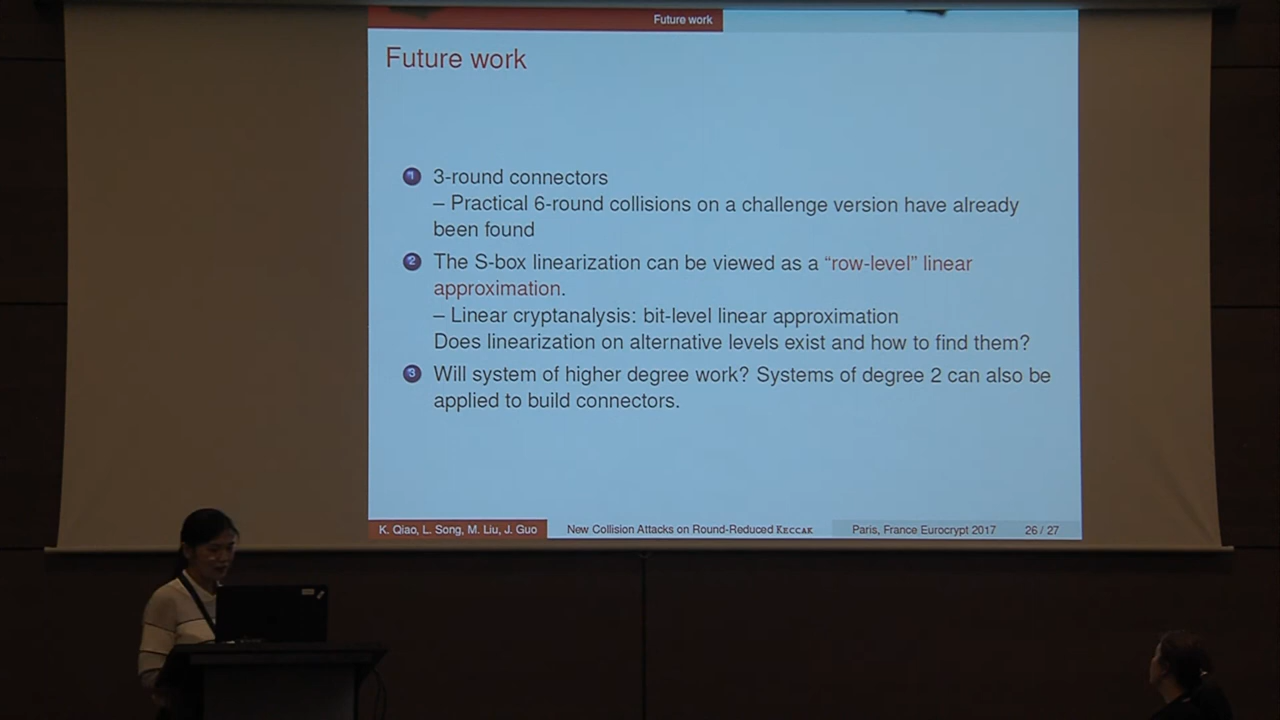 Future work
Future work
1 3-round connectors
– Practical 6-round collisions on a challenge version have already
been found
2 The S-box linearization can be viewed as a “row-level” linear
approximation.
– Linear cryptanalysis: bit-level linear approximation
Does linearization on alternative levels exist and how to find them?
3 Will system of higher degree work? Systems of degree 2 can also be
applied to build connectors.
K. Qiao, L. Song, M. Liu, J. Guo New Collision Attacks on Round-Reduced KECCAK Paris, France Eurocrypt 2017 26 / 27